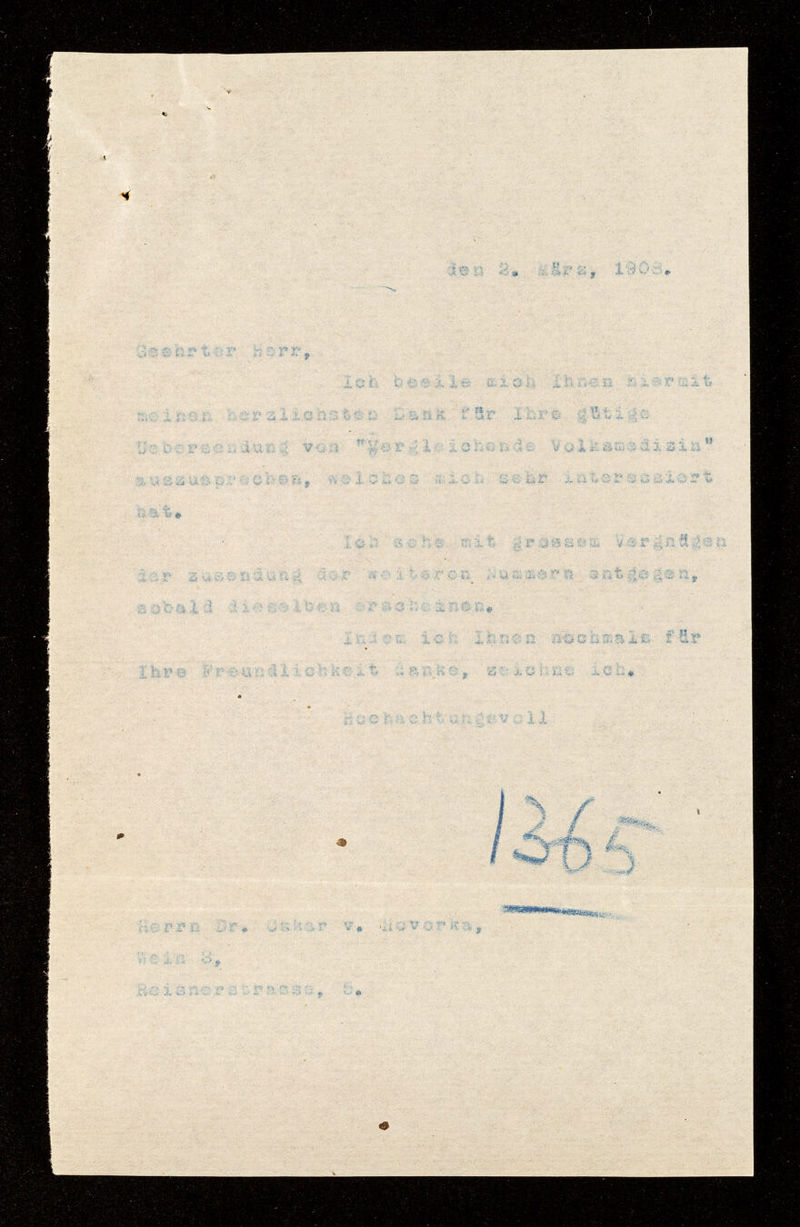 den 2. März, 1908.
Geehrter Herr,
Ich beeile mich Ihnen hiermit
meinen herzlichsten Dank für Ihre gütige
Uebersendung von "Vergleichende Volksmedizin"
auszusprechen, welches mich sehr interessiert
hat.
Ich sehe mit grossem Vergnügen
der zusendung der weiteren Nummern entgegen,
sobald dieselben erscheinen.
Indem ich Ihnen nochmals für
Ihre Freundlichkeit danke, zeichne ich.
Hochachtungsvoll
1365
Herrn Dr. Oskar v. Hovorka,
Wein 3,
Reisnerstrasse, 5.